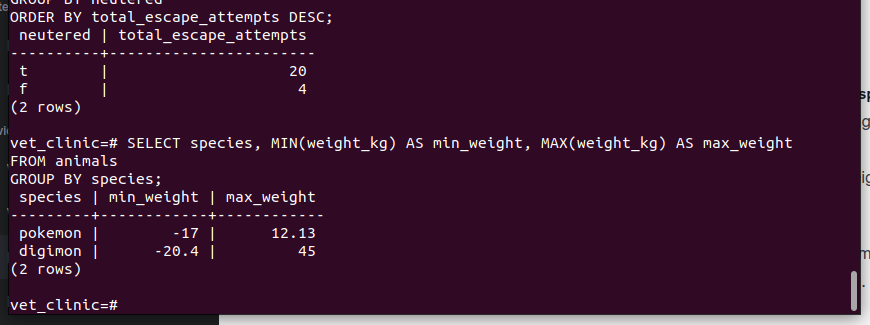 GROUP BY neutered
ORDER BY total_escape_attempts DESC;
 neutered | total_escape_attempts
----------+-----------------------
 t        |                    20
 f        |                     4
(2 rows)
vet_clinic=# SELECT species, MIN(weight_kg) AS min_weight, MAX(weight_kg) AS max_weight
FROM animals
GROUP BY species;
 species | min_weight | max_weight
---------+------------+------------
 pokemon |        -17 |      12.13
 digimon |      -20.4 |         45
(2 rows)
vet_clinic=#